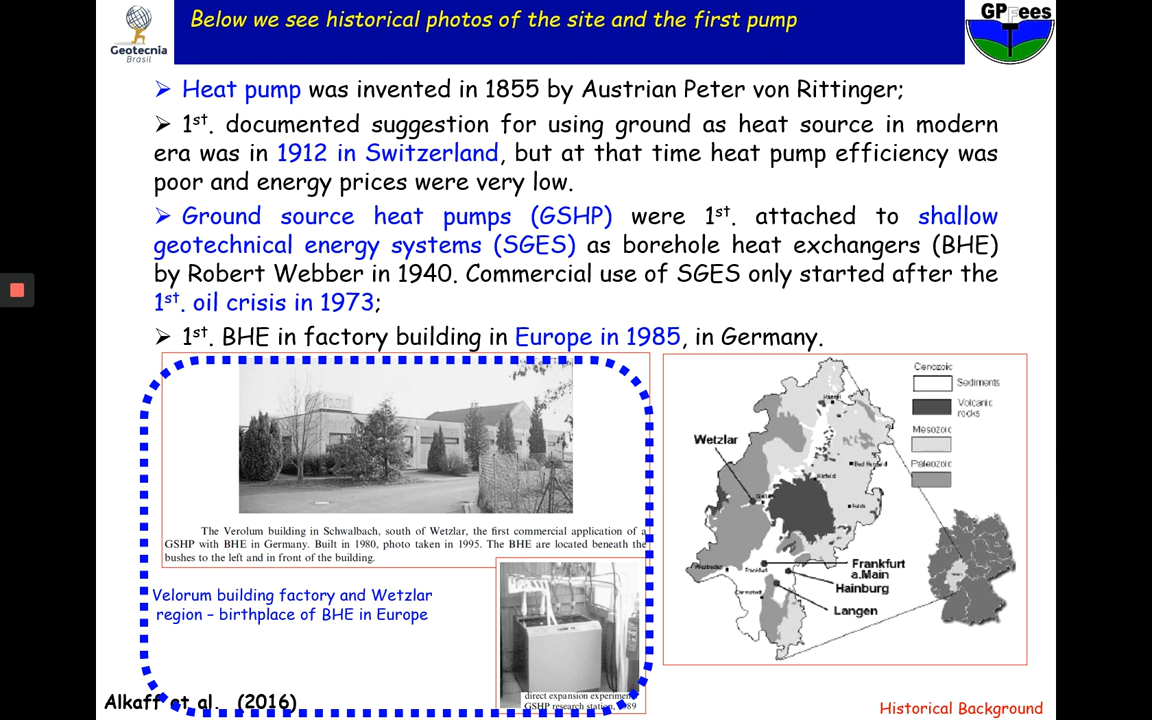 Below we see historical photos of the site and the first pump
Geotecnia
Brasil
GPFees
➢ Heat pump was invented in 1855 by Austrian Peter von Rittinger;
➢ 1st. documented suggestion for using ground as heat source in modern
era was in 1912 in Switzerland, but at that time heat pump efficiency was
poor and energy prices were very low.
➢ Ground source heat pumps (GSHP) were 1st. attached to shallow
geotechnical energy systems (SGES) as borehole heat exchangers (BHE)
by Robert Webber in 1940. Commercial use of SGES only started after the
1st. oil crisis in 1973;
➢ 1st. BHE in factory building in Europe in 1985, in Germany.
The Verolum building in Schwalbach, south of Wetzlar, the first commercial application of a
GSHP with BHE in Germany. Built in 1980, photo taken in 1995. The BHE are located beneath the
bushes to the left and in front of the building.
Velorum building factory and Wetzlar
region – birthplace of BHE in Europe
direct expansion experiment
GSHP research station,
Alkaff et al. (2016)
Cenozoic
Sediments
Volcanic
rocks
Mesozoic
Paleozoic
Wetzlar
Kassel
Bad Hersfeld
Fulda
Wiesbaden
Frankfurt
Darmstadt
Frankfurt
a.Main
Hainburg
Langen
Historical Background